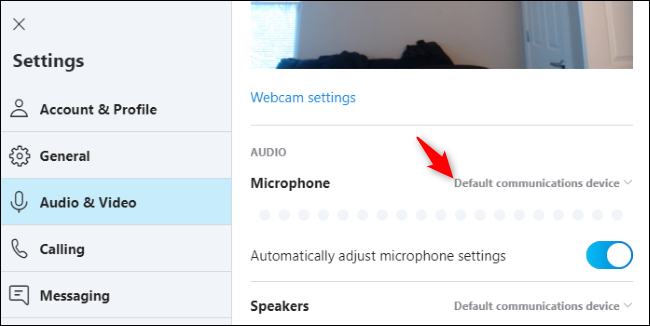 Settings
Account & Profile
General
Audio & Video
Calling
Messaging
Webcam settings
AUDIO
Microphone Default communications device
Automatically adjust microphone settings
Speakers Default communications device